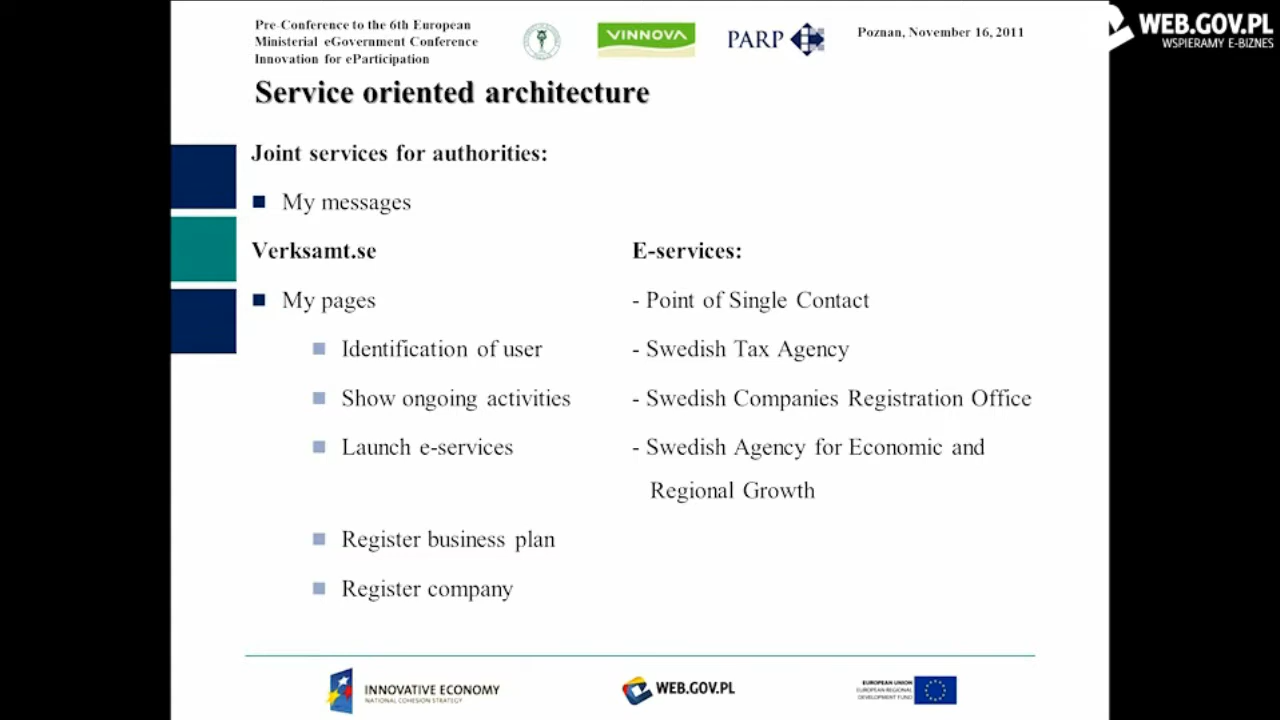 Pre-Conference to the 6th European
Ministerial eGovernment Conference
Innovation for eParticipation
VINNOVA
PARP
Poznan, November 16, 2011
WEB.GOV.PL
WSPIERAMY E-BIZNES
Service oriented architecture
Joint services for authorities:
My messages
Verksamt.se
E-services:
My pages
- Point of Single Contact
Identification of user
- Swedish Tax Agency
Show ongoing activities
- Swedish Companies Registration Office
Launch e-services
- Swedish Agency for Economic and
Regional Growth
Register business plan
Register company
INNOVATIVE ECONOMY
NATIONAL COHESION STRATEGY
WEB.GOV.PL
EUROPEAN UNION
EUROPEAN REGIONAL
DEVELOPMENT FUND